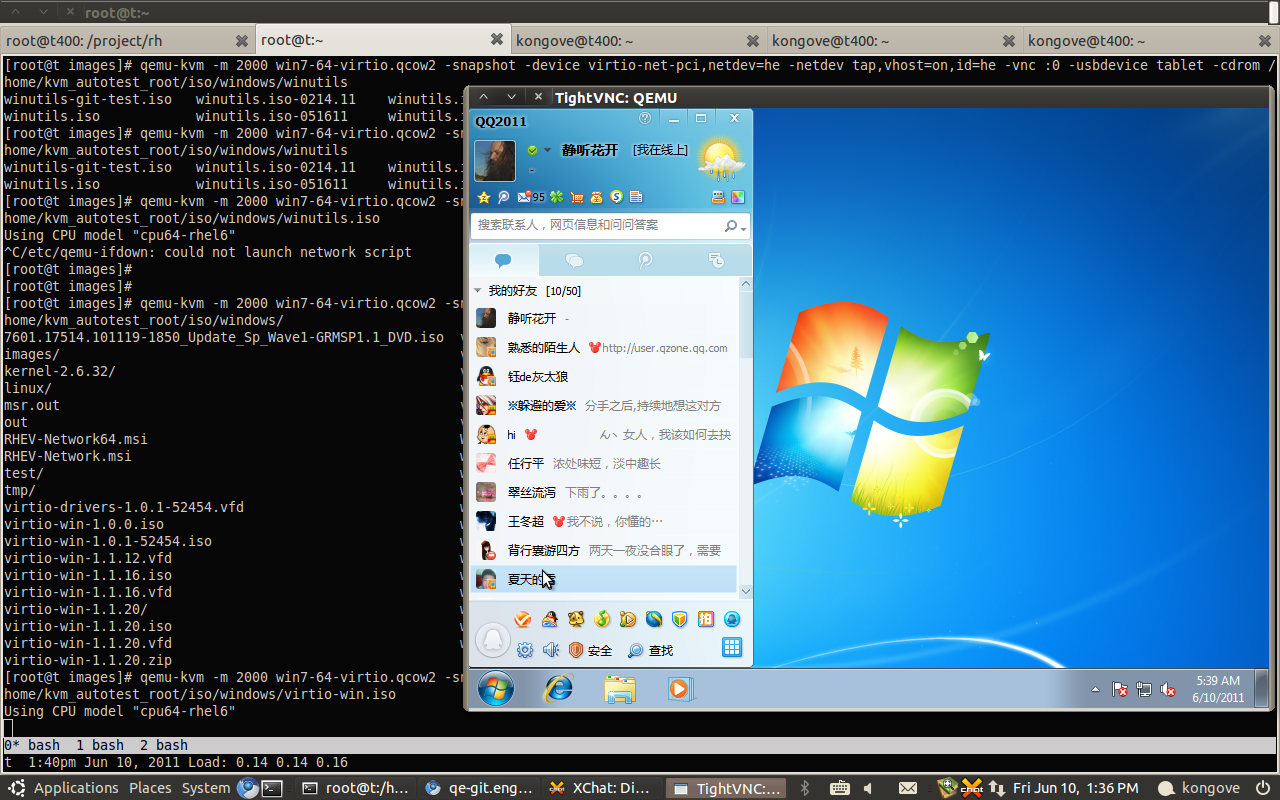 root@t:~
root@t400: /project/rh
root@t:~
kongove@t400: ~
kongove@t400: ~
kongove@t400: ~
[root@t images]# qemu-kvm -m 2000 win7-64-virtio.qcow2 -snapshot -device virtio-net-pci,netdev=he -netdev tap,vhost=on,id=he -vnc :0 -usbdevice tablet -cdrom /
home/kvm_autotest_root/iso/windows/winutils
winutils-git-test.iso winutils.iso-0214.11 winutils.i
winutils.iso winutils.iso-051611 winutils.i
[root@t images]# qemu-kvm -m 2000 win7-64-virtio.qcow2 -sn
home/kvm_autotest_root/iso/windows/winutils
winutils-git-test.iso winutils.iso-0214.11 winutils.i
winutils.iso winutils.iso-051611 winutils.i
[root@t images]# qemu-kvm -m 2000 win7-64-virtio.qcow2 -sn
home/kvm_autotest_root/iso/windows/winutils.iso
Using CPU model "cpu64-rhel6"
^C/etc/qemu-ifdown: could not launch network script
[root@t images]#
[root@t images]#
[root@t images]# qemu-kvm -m 2000 win7-64-virtio.qcow2 -sn
home/kvm_autotest_root/iso/windows/
7601.17514.101119-1850_Update_Sp_Wave1-GRMSP1.1_DVD.iso
images/
kernel-2.6.32/
linux/
msr.out
out
RHEV-Network64.msi
RHEV-Network.msi
test/
tmp/
virtio-drivers-1.0.1-52454.vfd
virtio-win-1.0.0.iso
virtio-win-1.0.1-52454.iso
virtio-win-1.1.12.vfd
virtio-win-1.1.16.iso
virtio-win-1.1.16.vfd
virtio-win-1.1.20/
virtio-win-1.1.20.iso
virtio-win-1.1.20.vfd
virtio-win-1.1.20.zip
[root@t images]# qemu-kvm -m 2000 win7-64-virtio.qcow2 -sn
home/kvm_autotest_root/iso/windows/virtio-win.iso
Using CPU model "cpu64-rhel6"
0* bash 1 bash 2 bash
t 1:40pm Jun 10, 2011 Load: 0.14 0.14 0.16
TightVNC: QEMU
QQ2011
静听花开 [我在线上]
-
95
搜索联系人，网页信息和问问答案
我的好友 [10/50]
静听花开 -
熟悉的陌生人 http://user.qzone.qq.com
钰de灰太狼
※躲避的爱※ 分手之后,持续地想这对方
hi ん丶女人，我该如何去抉
任行平 浓处味短，淡中趣长
翠丝流泻 下雨了。。。。
王冬超 我不说，你懂的…
背行囊游四方 两天一夜没合眼了，需要
夏天的
安全 查找
5:39 AM
6/10/2011
Applications Places System root@t:/h... qe-git.eng... XChat: Di... TightVNC:... Fri Jun 10, 1:36 PM kongove